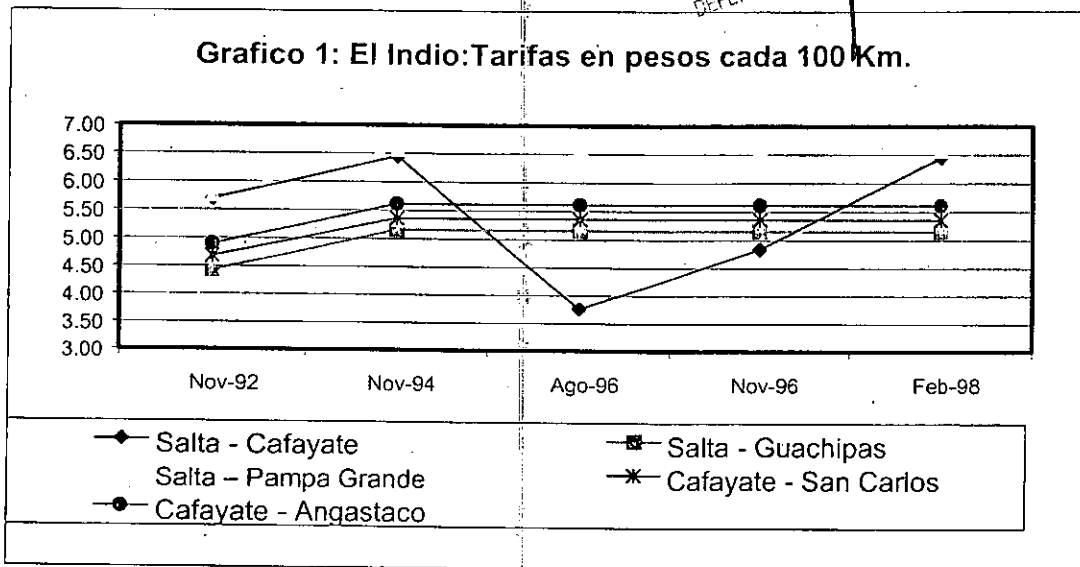 Grafico 1: El Indio:Tarifas en pesos cada 100 Km.
7.00
6.50
6.00
5.50
5.00
4.50
4.00
3.50
3.00
Nov-92 Nov-94 Ago-96 Nov-96 Feb-98
Salta - Cafayate
Salta - Guachipas
Salta – Pampa Grande
Cafayate - San Carlos
Cafayate - Angastaco